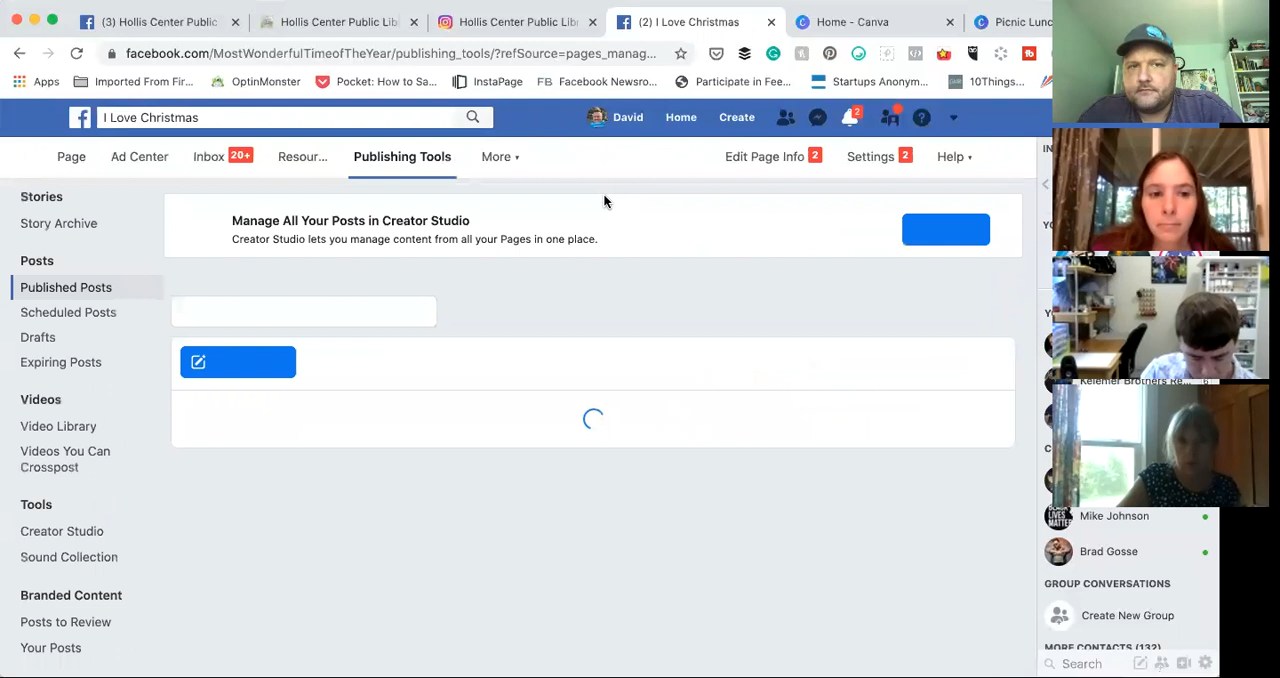 (3) Hollis Center Public
Hollis Center Public Lib
Hollis Center Public Lib
(2) I Love Christmas
Home - Canva
Picnic Lunc
facebook.com/MostWonderfulTimeofTheYear/publishing_tools/?refSource=pages_manag...
Apps
Imported From Fir...
OptinMonster
Pocket: How to Sa...
InstaPage
FB Facebook Newsro...
Participate in Fee...
Startups Anonym...
10Things...
I Love Christmas
David
Home
Create
2
Page
Ad Center
Inbox 20+
Resour...
Publishing Tools
More
Edit Page Info 2
Settings 2
Help
Stories
Story Archive
Posts
Published Posts
Scheduled Posts
Drafts
Expiring Posts
Videos
Video Library
Videos You Can
Crosspost
Tools
Creator Studio
Sound Collection
Branded Content
Posts to Review
Your Posts
Manage All Your Posts in Creator Studio
Creator Studio lets you manage content from all your Pages in one place.
Kelemer Brothers Re...
Mike Johnson
Brad Gosse
GROUP CONVERSATIONS
Create New Group
MORE CONTACTS (132)
Search